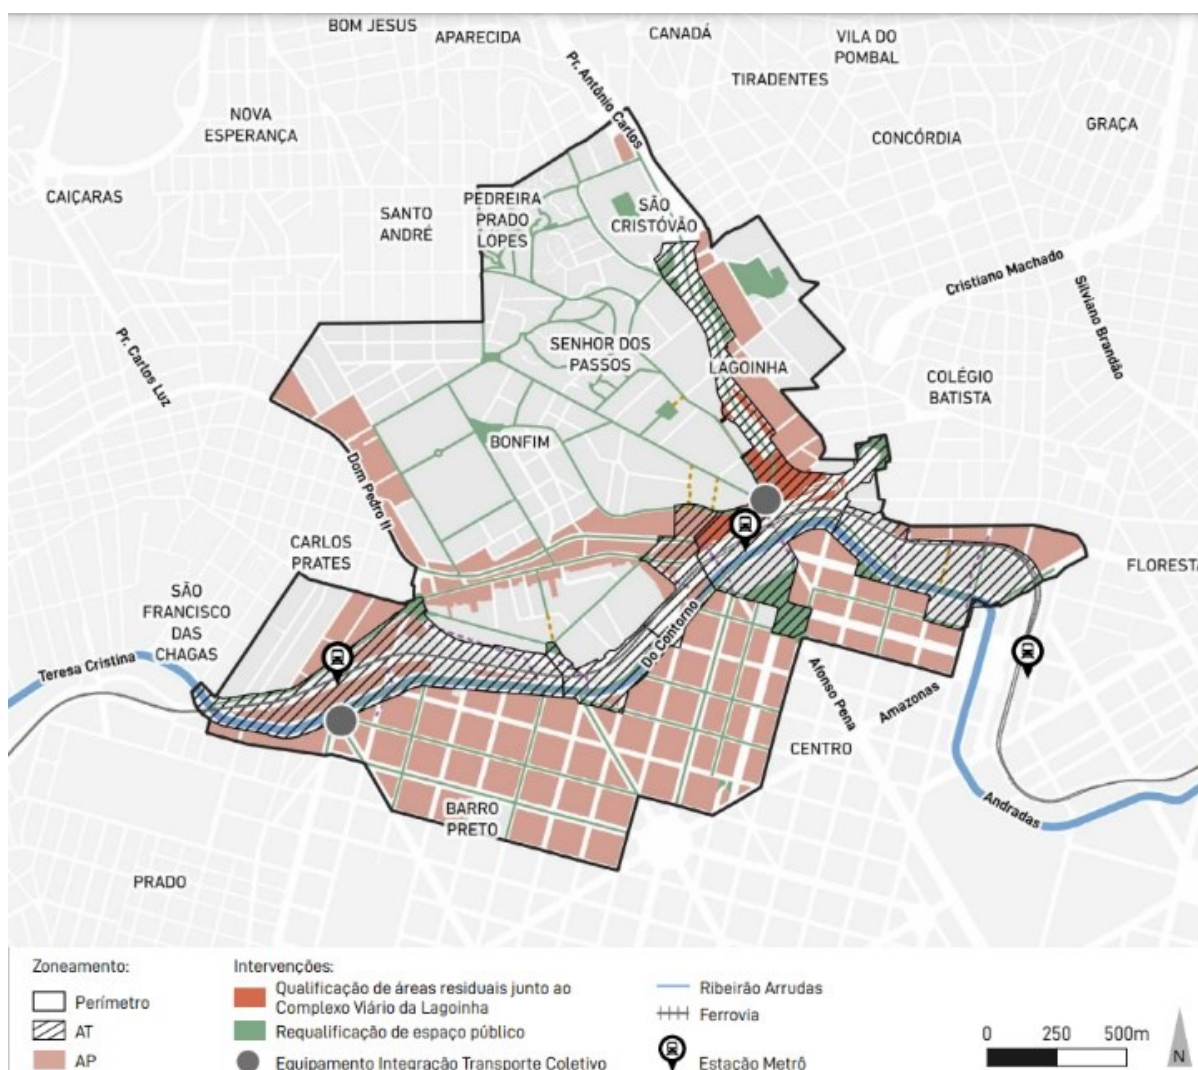 BOM JESUS
APARECIDA
CANADÁ
VILA DO
POMBAL
TIRADENTES
Pr. Antônio Carlos
NOVA
ESPERANÇA
CONCÓRDIA
GRAÇA
CAIÇARAS
SANTO
ANDRÉ
PEDREIRA
PRADO
LOPES
SÃO
CRISTÓVÃO
Cristiano Machado
Silviano Brandão
Pr. Carlos Luz
SENHOR DOS
PASSOS
LAGOINHA
COLÉGIO
BATISTA
BONFIM
Dom Pedro II
CARLOS
PRATES
FLORESTA
SÃO
FRANCISCO
DAS
CHAGAS
Teresa Cristina
Do Contorno
Afonso Pena
Amazonas
CENTRO
Andradas
BARRO
PRETO
PRADO
Zoneamento:
Perímetro
AT
AP
Intervenções:
Qualificação de áreas residuais junto ao
Complexo Viário da Lagoinha
Requalificação de espaço público
Equipamento Integração Transporte Coletivo
Ribeirão Arrudas
Ferrovia
Estação Metrô
0 250 500m
N